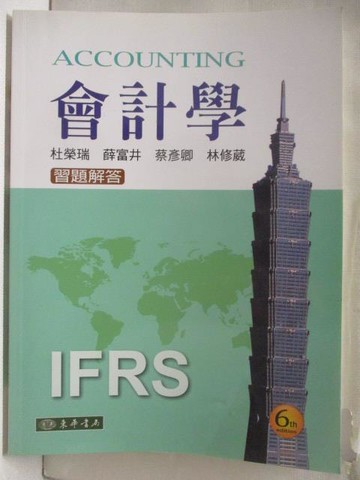 ACCOUNTING
會計學
杜榮瑞 薛富井 蔡彥卿 林修葳
習題解答
IFRS
東華書局
6th
edition